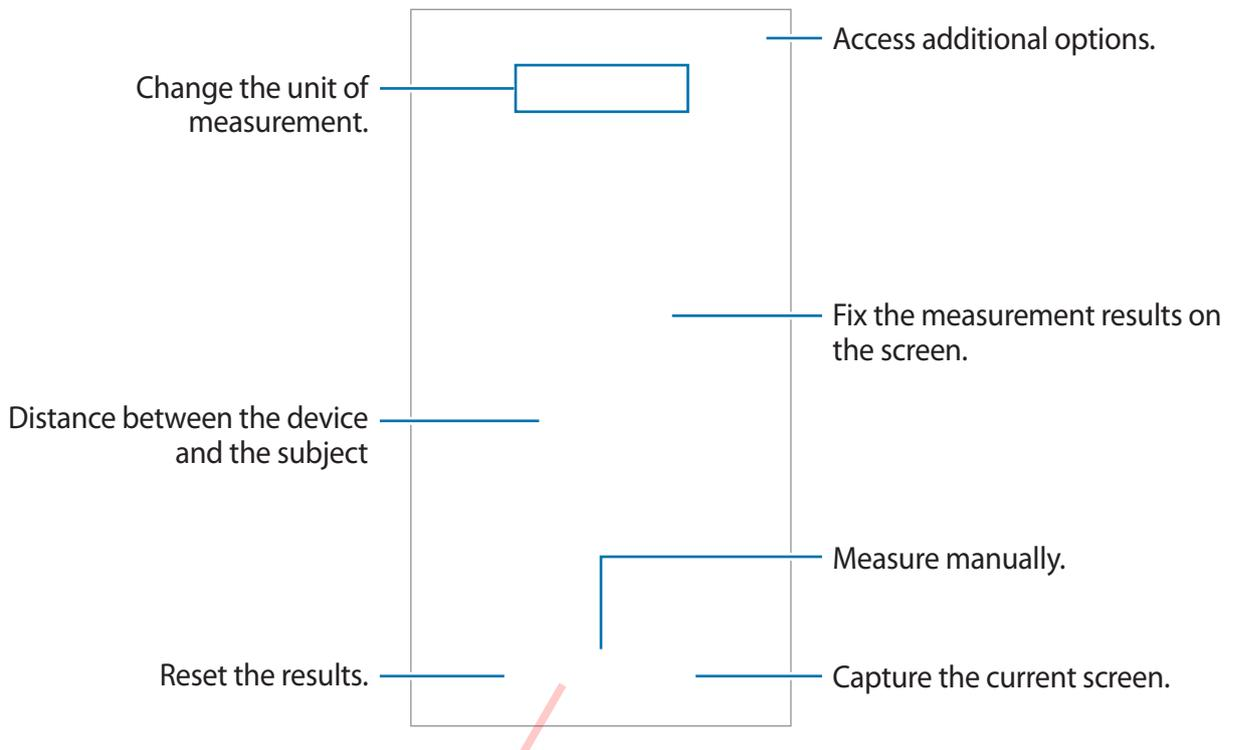 Access additional options.
Change the unit of
measurement.
Fix the measurement results on
the screen.
Distance between the device
and the subject
Measure manually.
Reset the results.
Capture the current screen.